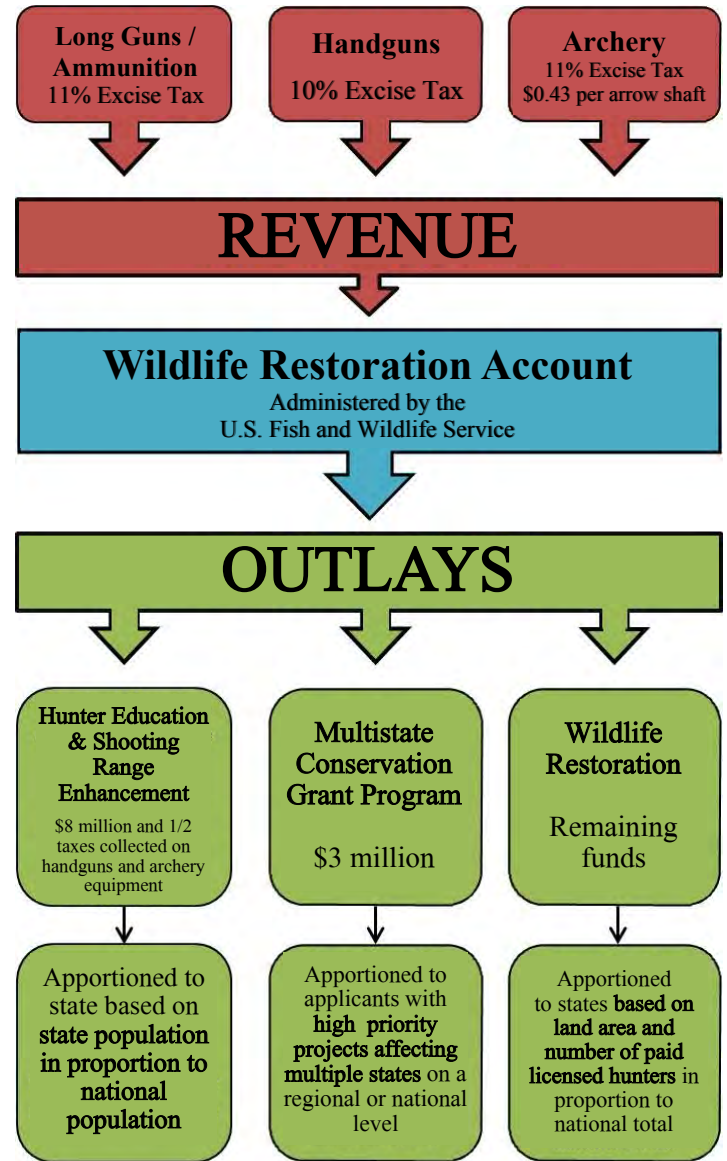 Long Guns /
Ammunition
11% Excise Tax
Handguns
10% Excise Tax
Archery
11% Excise Tax
$0.43 per arrow shaft
REVENUE
Wildlife Restoration Account
Administered by the
U.S. Fish and Wildlife Service
OUTLAYS
Hunter Education
& Shooting
Range
Enhancement
$8 million and 1/2
taxes collected on
handguns and archery
equipment
Multistate
Conservation
Grant Program
$3 million
Wildlife
Restoration
Remaining
funds
Apportioned to
state based on
state population
in proportion to
national
population
Apportioned to
applicants with
high priority
projects affecting
multiple states on a
regional or national
level
Apportioned
to states based on
land area and
number of paid
licensed hunters in
proportion to
national total